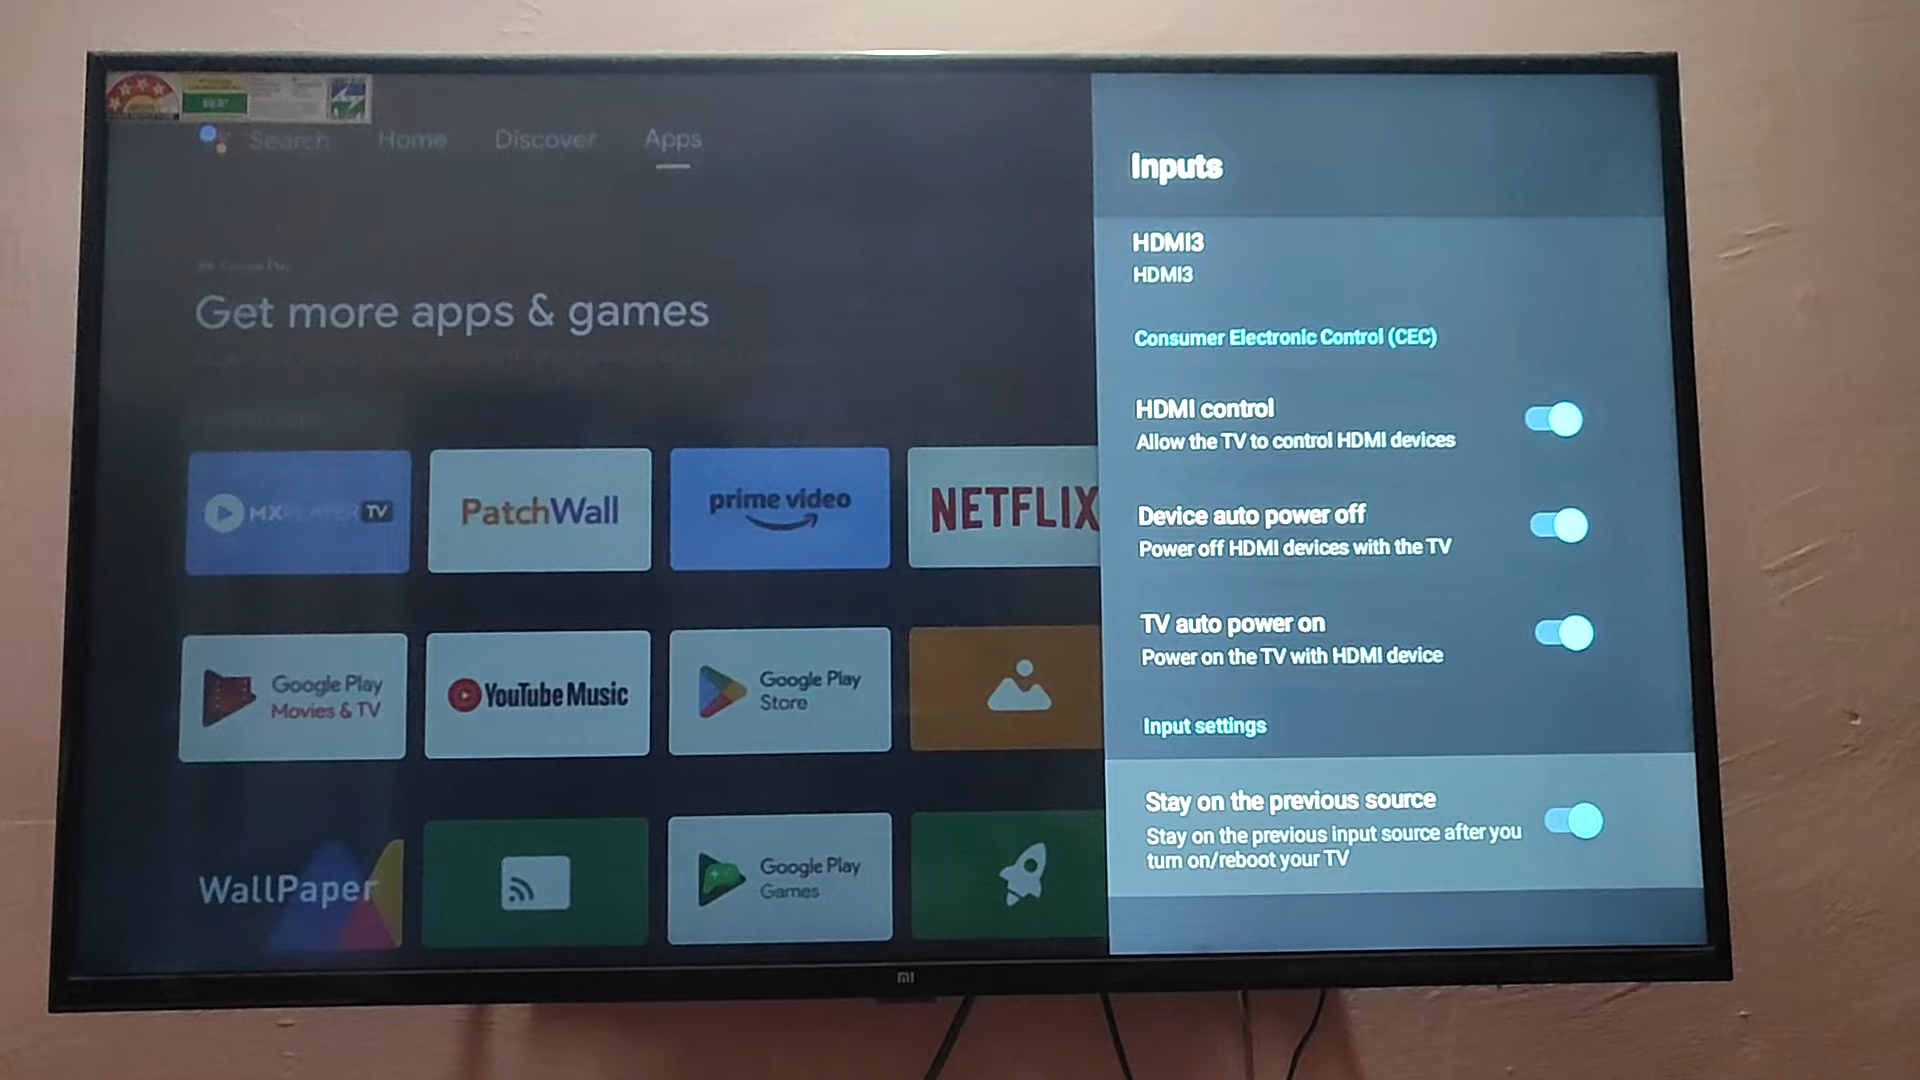 Search Home Discover Apps
Get more apps & games
MXPLAYER TV
PatchWall
prime video
NETFLIX
Google Play
Movies & TV
YouTube Music
Google Play
Store
WallPaper
Google Play
Games
Inputs
HDMI3
HDMI3
Consumer Electronic Control (CEC)
HDMI control
Allow the TV to control HDMI devices
Device auto power off
Power off HDMI devices with the TV
TV auto power on
Power on the TV with HDMI device
Input settings
Stay on the previous source
Stay on the previous input source after you
turn on/reboot your TV
mi